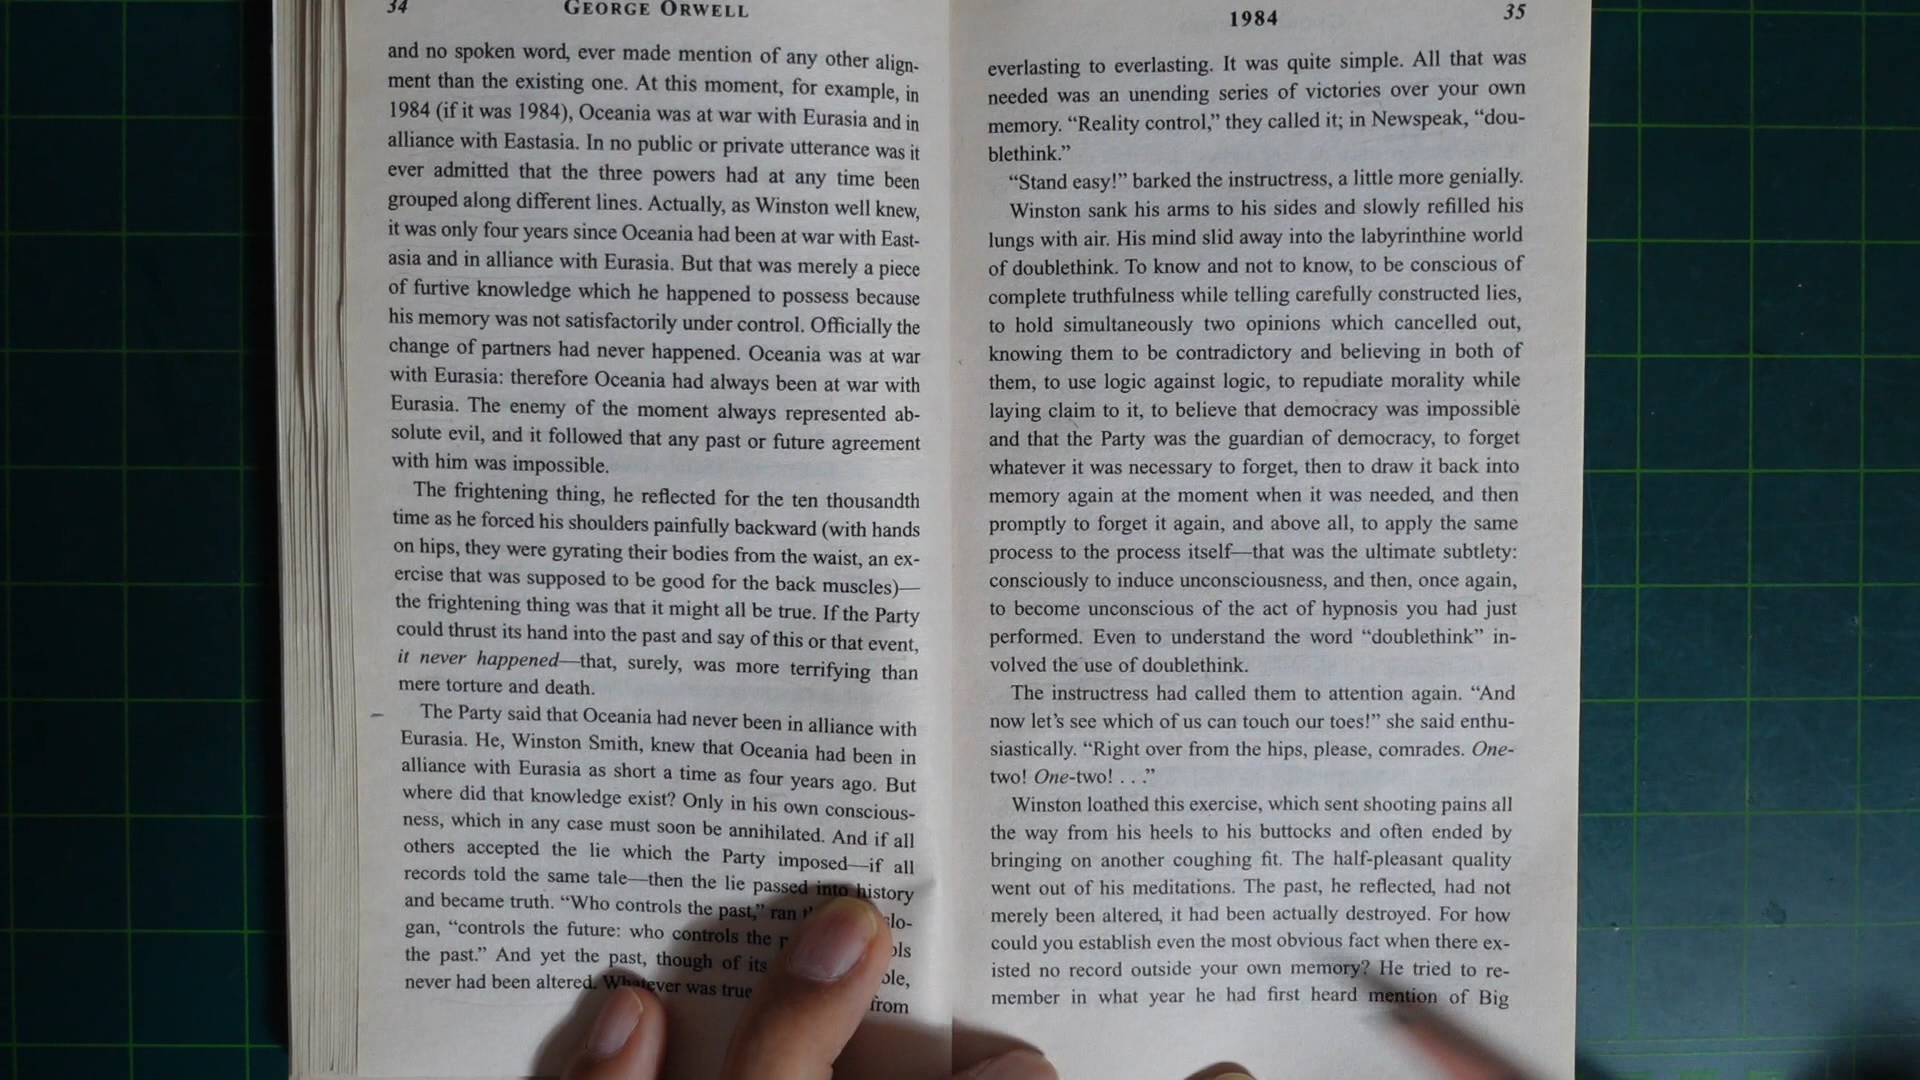 34
GEORGE ORWELL
and no spoken word, ever made mention of any other align-
ment than the existing one. At this moment, for example, in
1984 (if it was 1984), Oceania was at war with Eurasia and in
alliance with Eastasia. In no public or private utterance was it
ever admitted that the three powers had at any time been
grouped along different lines. Actually, as Winston well knew,
it was only four years since Oceania had been at war with East-
asia and in alliance with Eurasia. But that was merely a piece
of furtive knowledge which he happened to possess because
his memory was not satisfactorily under control. Officially the
change of partners had never happened. Oceania was at war
with Eurasia: therefore Oceania had always been at war with
Eurasia. The enemy of the moment always represented ab-
solute evil, and it followed that any past or future agreement
with him was impossible.
The frightening thing, he reflected for the ten thousandth
time as he forced his shoulders painfully backward (with hands
on hips, they were gyrating their bodies from the waist, an ex-
ercise that was supposed to be good for the back muscles)—
the frightening thing was that it might all be true. If the Party
could thrust its hand into the past and say of this or that event,
it never happened—that, surely, was more terrifying than
mere torture and death.
The Party said that Oceania had never been in alliance with
Eurasia. He, Winston Smith, knew that Oceania had been in
alliance with Eurasia as short a time as four years ago. But
where did that knowledge exist? Only in his own conscious-
ness, which in any case must soon be annihilated. And if all
others accepted the lie which the Party imposed—if all
records told the same tale—then the lie passed into history
and became truth. “Who controls the past,” ran slo-
gan, “controls the future: who controls the
the past.” And yet the past, though of its
never had been altered. Whatever was true
from
1984
35
everlasting to everlasting. It was quite simple. All that was
needed was an unending series of victories over your own
memory. “Reality control,” they called it; in Newspeak, “dou-
blethink.”
“Stand easy!” barked the instructress, a little more genially.
Winston sank his arms to his sides and slowly refilled his
lungs with air. His mind slid away into the labyrinthine world
of doublethink. To know and not to know, to be conscious of
complete truthfulness while telling carefully constructed lies,
to hold simultaneously two opinions which cancelled out,
knowing them to be contradictory and believing in both of
them, to use logic against logic, to repudiate morality while
laying claim to it, to believe that democracy was impossible
and that the Party was the guardian of democracy, to forget
whatever it was necessary to forget, then to draw it back into
memory again at the moment when it was needed, and then
promptly to forget it again, and above all, to apply the same
process to the process itself—that was the ultimate subtlety:
consciously to induce unconsciousness, and then, once again,
to become unconscious of the act of hypnosis you had just
performed. Even to understand the word “doublethink” in-
volved the use of doublethink.
The instructress had called them to attention again. “And
now let’s see which of us can touch our toes!” she said enthu-
siastically. “Right over from the hips, please, comrades. One-
two! One-two! . . .”
Winston loathed this exercise, which sent shooting pains all
the way from his heels to his buttocks and often ended by
bringing on another coughing fit. The half-pleasant quality
went out of his meditations. The past, he reflected, had not
merely been altered, it had been actually destroyed. For how
could you establish even the most obvious fact when there ex-
isted no record outside your own memory? He tried to re-
member in what year he had first heard mention of Big